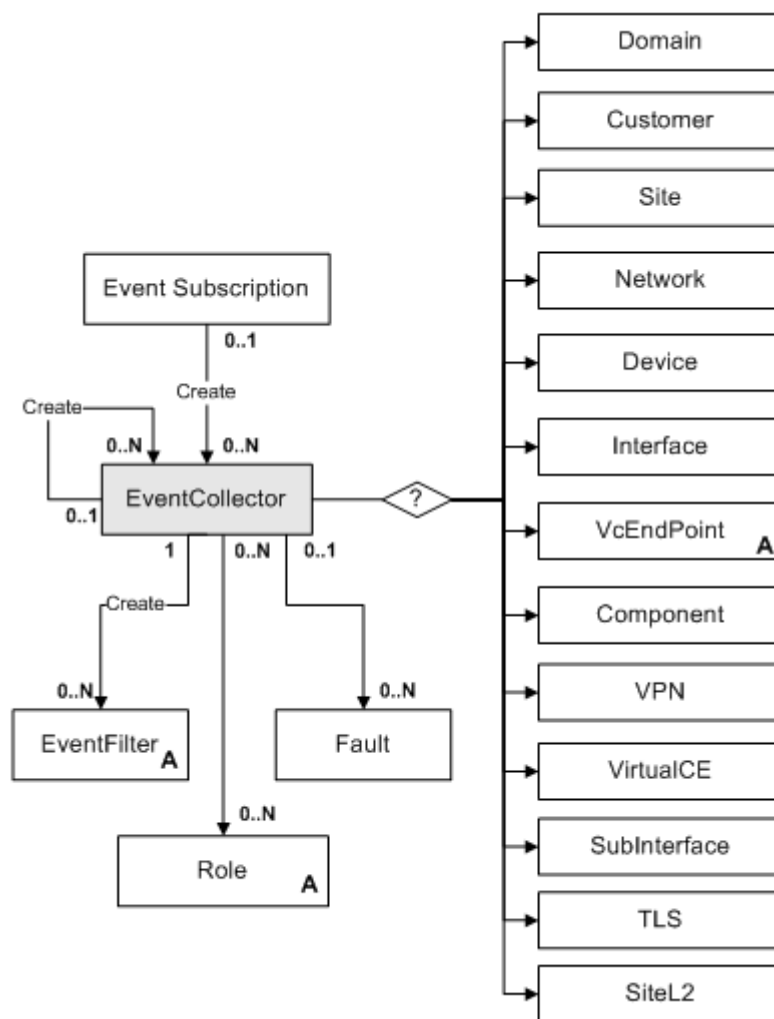 Domain
Customer
Site
Network
Event Subscription
0..1
Device
Create
Create
0..N
0..N
Interface
EventCollector
?
0..1
VcEndPoint
A
1
0..N
0..1
Create
Component
0..N
0..N
VPN
EventFilter
A
Fault
VirtualCE
0..N
SubInterface
Role
A
TLS
SiteL2